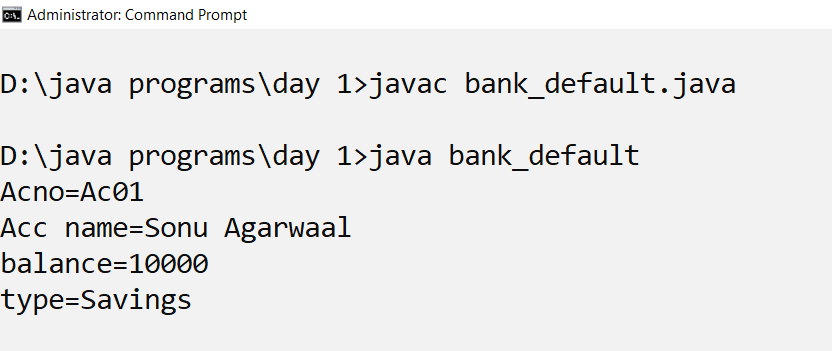 Administrator: Command Prompt
D:\java programs\day 1>javac bank_default.java
D:\java programs\day 1>java bank_default
Acno=Ac01
Acc name=Sonu Agarwaal
balance=10000
type=Savings